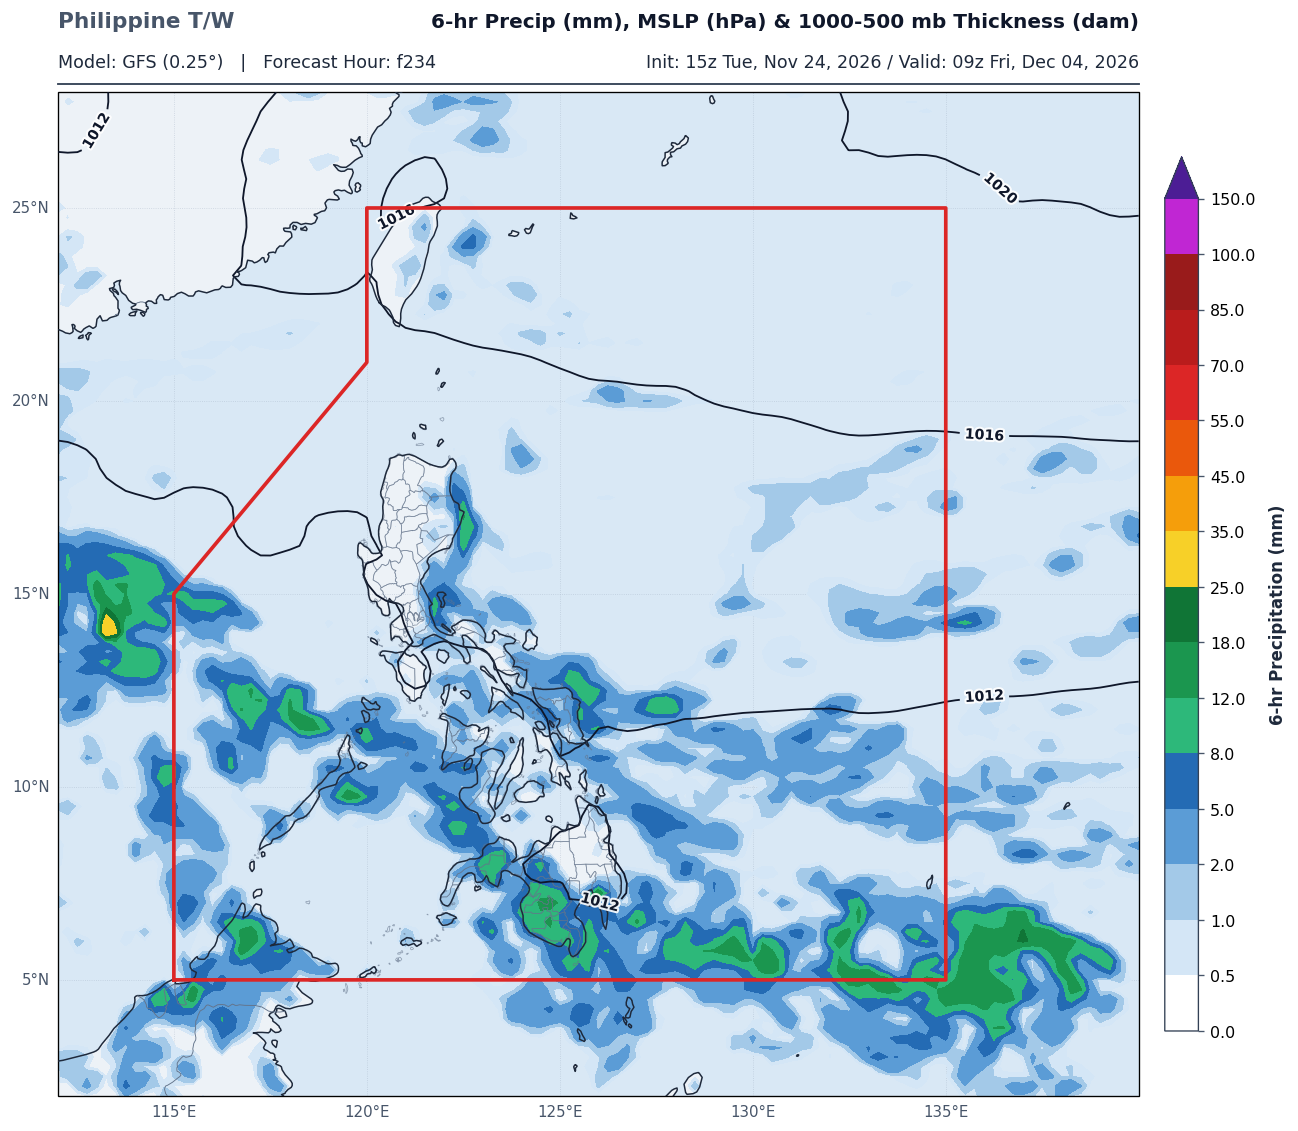 Philippine T/W
6-hr Precip (mm), MSLP (hPa) & 1000-500 mb Thickness (dam)
Model: GFS (0.25°)   |   Forecast Hour: f234
Init: 15z Tue, Nov 24, 2026 / Valid: 09z Fri, Dec 04, 2026
1012
1020
1016
1016
1012
1012
25°N
20°N
15°N
10°N
5°N
115°E
120°E
125°E
130°E
135°E
150.0
100.0
85.0
70.0
55.0
45.0
35.0
25.0
18.0
12.0
8.0
5.0
2.0
1.0
0.5
0.0
6-hr Precipitation (mm)